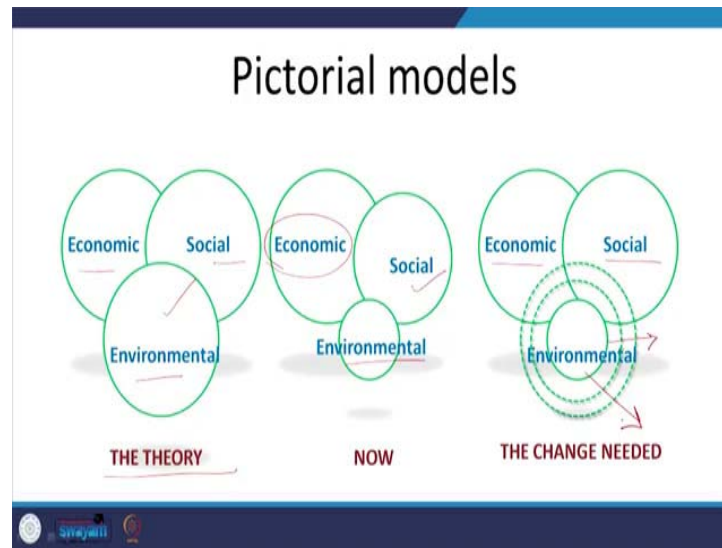 Pictorial models
Economic
Social
Environmental
THE THEORY
Economic
Social
Environmental
NOW
Economic
Social
Environmental
THE CHANGE NEEDED
swayam